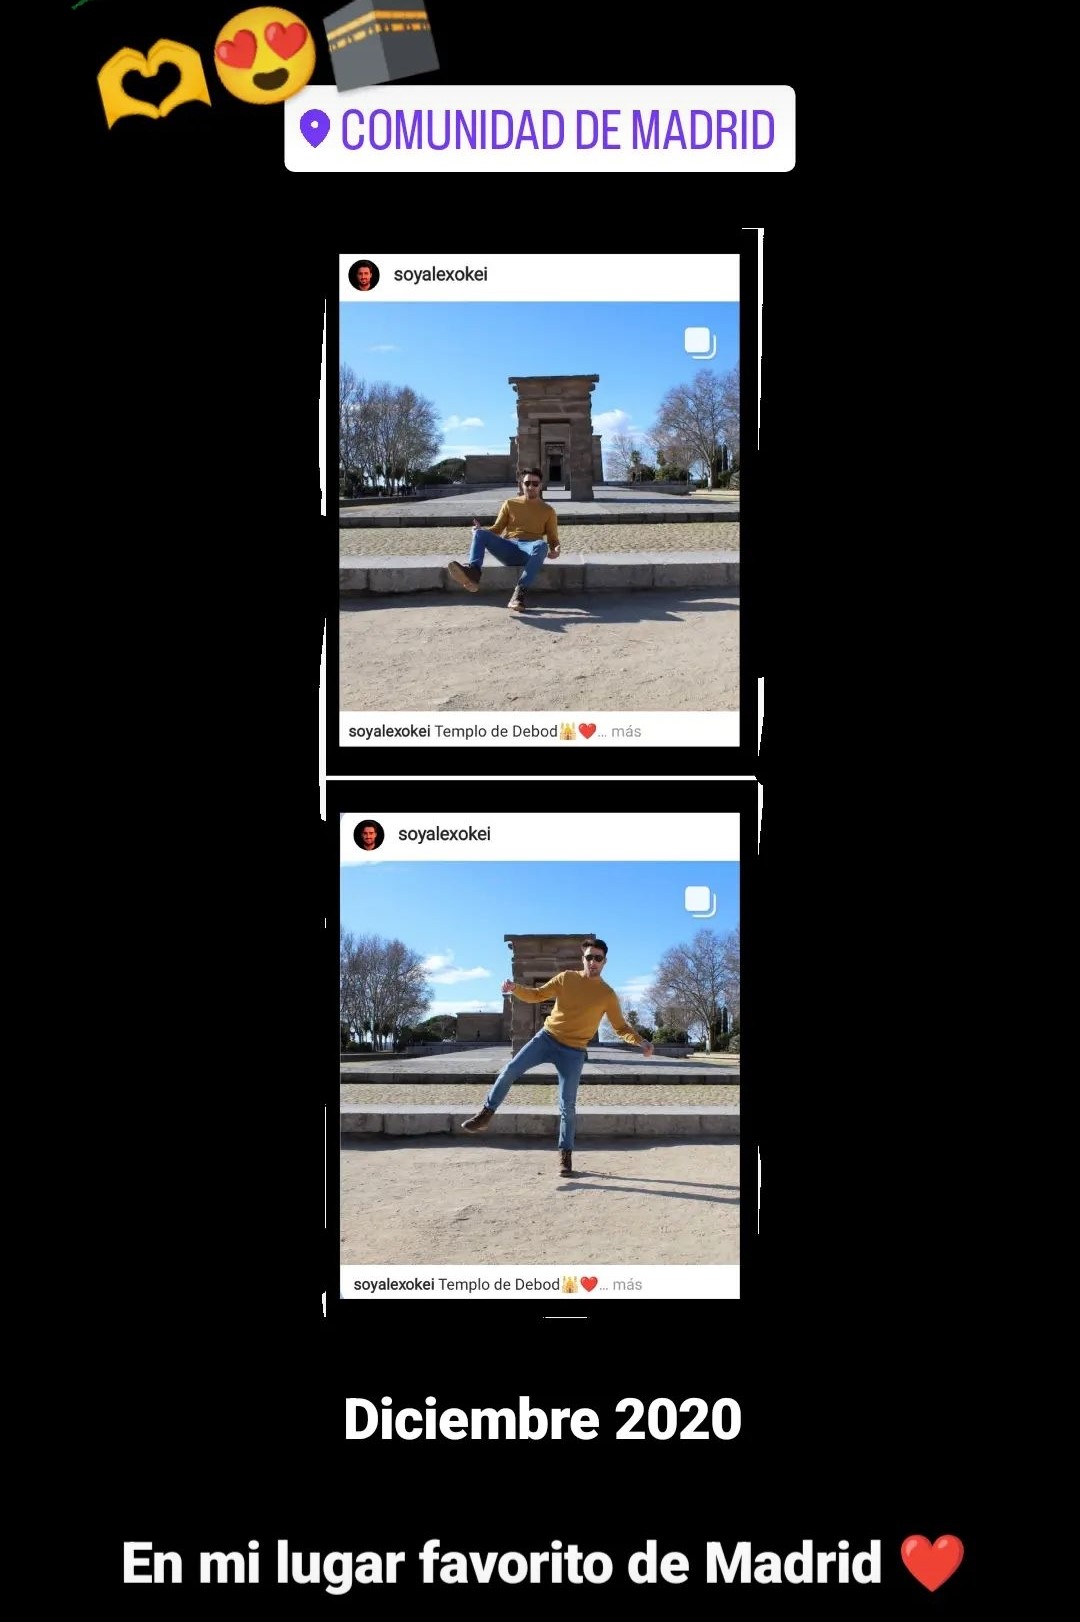 COMUNIDAD DE MADRID
soyalexokei
soyalexokei Templo de Debod🕌❤️... más
soyalexokei
soyalexokei Templo de Debod🕌❤️... más
Diciembre 2020
En mi lugar favorito de Madrid ❤️